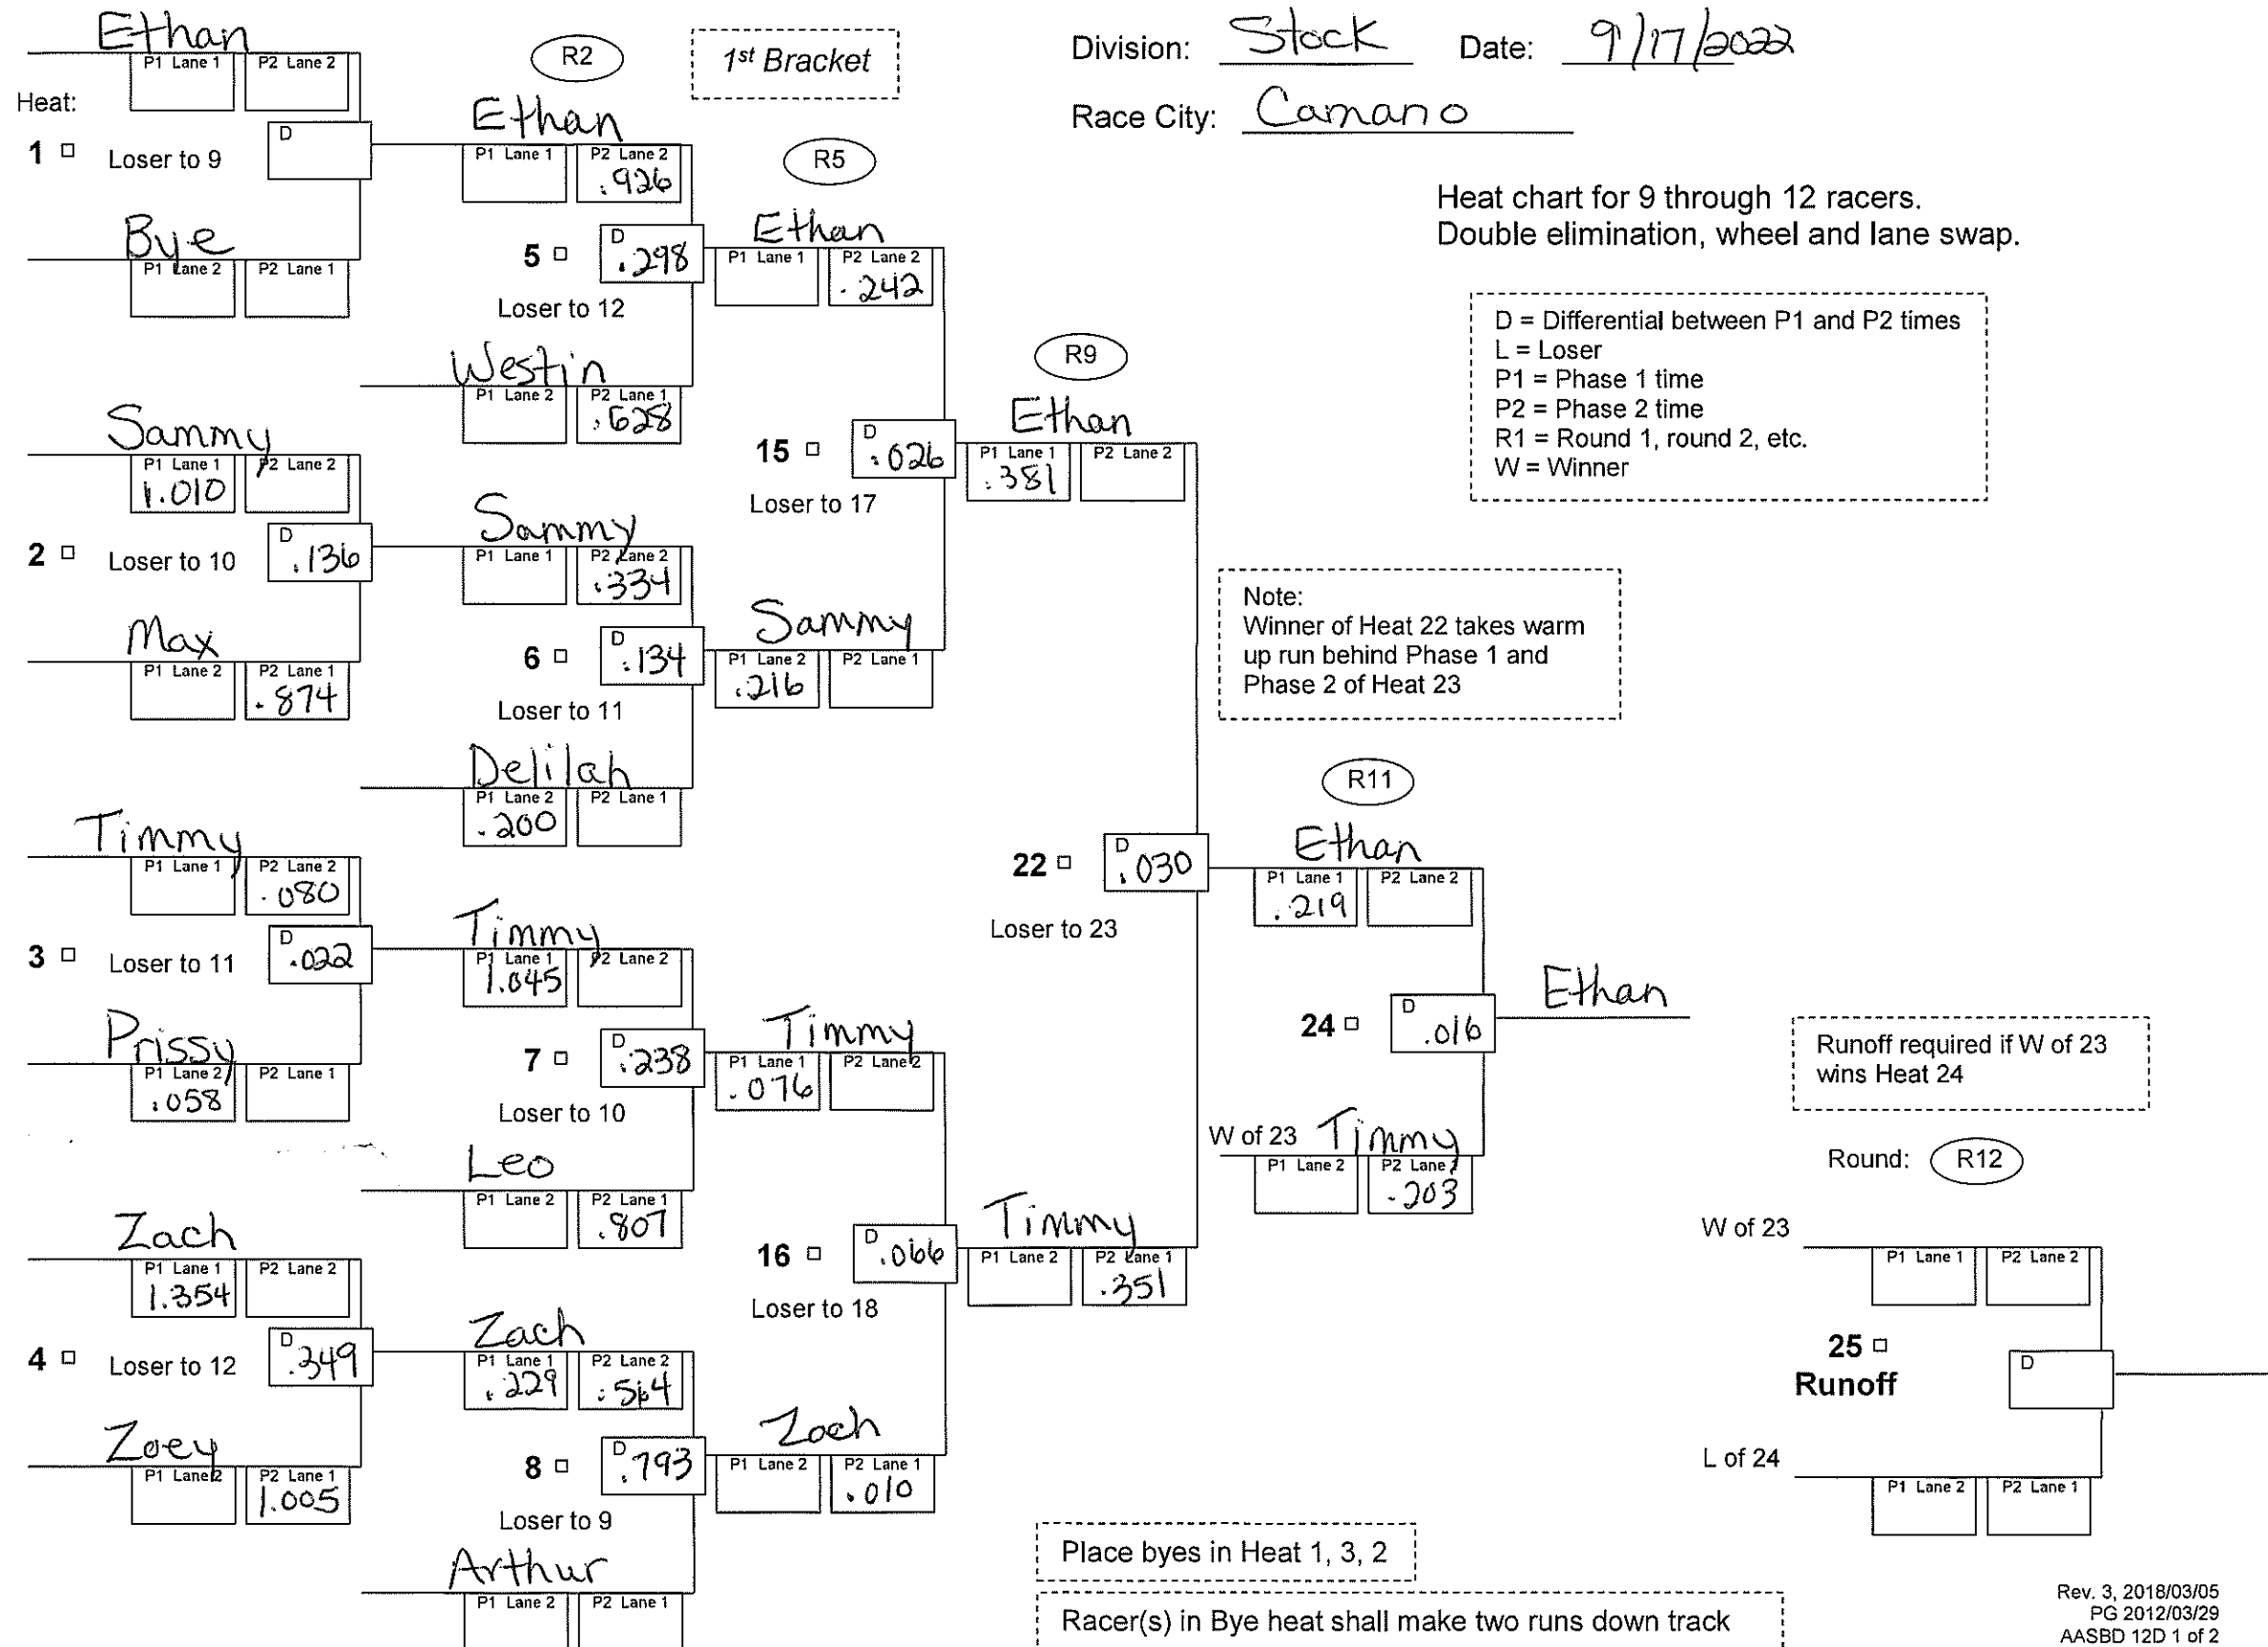 Ethan
P1 Lane 1 P2 Lane 2
Heat:
1 Loser to 9 D
Bye
P1 Lane 2 P2 Lane 1
Sammy
P1 Lane 1 P2 Lane 2
1.010
2 Loser to 10 D .136
Max
P1 Lane 2 P2 Lane 1
.874
Timmy
P1 Lane 1 P2 Lane 2
.080
3 Loser to 11 D .022
Prissy
P1 Lane 2 P2 Lane 1
.058
Zach
P1 Lane 1 P2 Lane 2
1.354
4 Loser to 12 D .349
Zoey
P1 Lane 2 P2 Lane 1
1.005
R2
Ethan
P1 Lane 1 P2 Lane 2
.926
5 D .298
Loser to 12
Westin
P1 Lane 2 P2 Lane 1
.628
Sammy
P1 Lane 1 P2 Lane 2
.334
6 D .134
Loser to 11
Delilah
P1 Lane 2 P2 Lane 1
.200
Timmy
P1 Lane 1 P2 Lane 2
1.045
7 D .238
Loser to 10
Leo
P1 Lane 2 P2 Lane 1
.807
Zach
P1 Lane 1 P2 Lane 2
.229 .564
8 D .793
Loser to 9
Arthur
P1 Lane 2 P2 Lane 1
1st Bracket
R5
Ethan
P1 Lane 1 P2 Lane 2
.242
15 D .026
Loser to 17
Sammy
P1 Lane 2 P2 Lane 1
.216
Timmy
P1 Lane 1 P2 Lane 2
.076
16 D .066
Loser to 18
Zach
P1 Lane 2 P2 Lane 1
.010
R9
Ethan
P1 Lane 1 P2 Lane 2
.381
22 D .030
Loser to 23
Timmy
P1 Lane 2 P2 Lane 1
.351
Division: Stock Date: 9/17/2022
Race City: Camano
Heat chart for 9 through 12 racers.
Double elimination, wheel and lane swap.
D = Differential between P1 and P2 times
L = Loser
P1 = Phase 1 time
P2 = Phase 2 time
R1 = Round 1, round 2, etc.
W = Winner
Note:
Winner of Heat 22 takes warm
up run behind Phase 1 and
Phase 2 of Heat 23
R11
Ethan
P1 Lane 1 P2 Lane 2
.219
24 D .016
Ethan
W of 23 Timmy
P1 Lane 2 P2 Lane 1
.203
Runoff required if W of 23
wins Heat 24
Round: R12
W of 23
P1 Lane 1 P2 Lane 2
25
Runoff
D
L of 24
P1 Lane 2 P2 Lane 1
Place byes in Heat 1, 3, 2
Racer(s) in Bye heat shall make two runs down track
Rev. 3, 2018/03/05
PG 2012/03/29
AASBD 12D 1 of 2